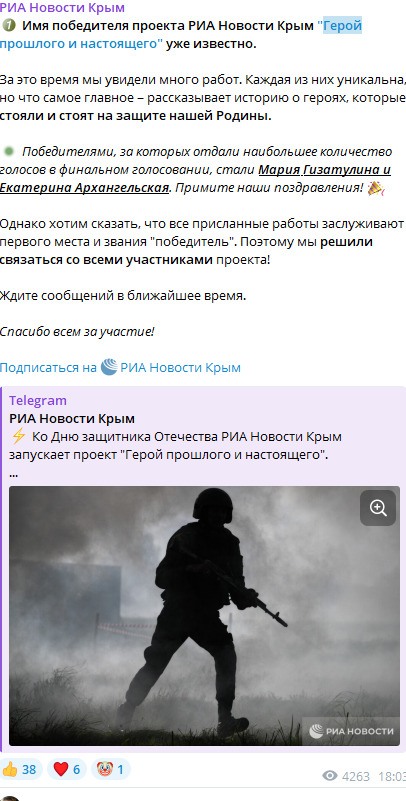 РИА Новости Крым
Имя победителя проекта РИА Новости Крым "Герой
прошлого и настоящего" уже известно.
За это время мы увидели много работ. Каждая из них уникальна,
но что самое главное – рассказывает историю о героях, которые
стояли и стоят на защите нашей Родины.
Победителями, за которых отдали наибольшее количество
голосов в финальном голосовании, стали Мария Гизатулина и
Екатерина Архангельская. Примите наши поздравления!
Однако хотим сказать, что все присланные работы заслуживают
первого места и звания "победитель". Поэтому мы решили
связаться со всеми участниками проекта!
Ждите сообщений в ближайшее время.
Спасибо всем за участие!
Подписаться на РИА Новости Крым
Telegram
РИА Новости Крым
⚡ Ко Дню защитника Отечества РИА Новости Крым
запускает проект "Герой прошлого и настоящего".
...
РИА НОВОСТИ
38 6 1
4263 18:03